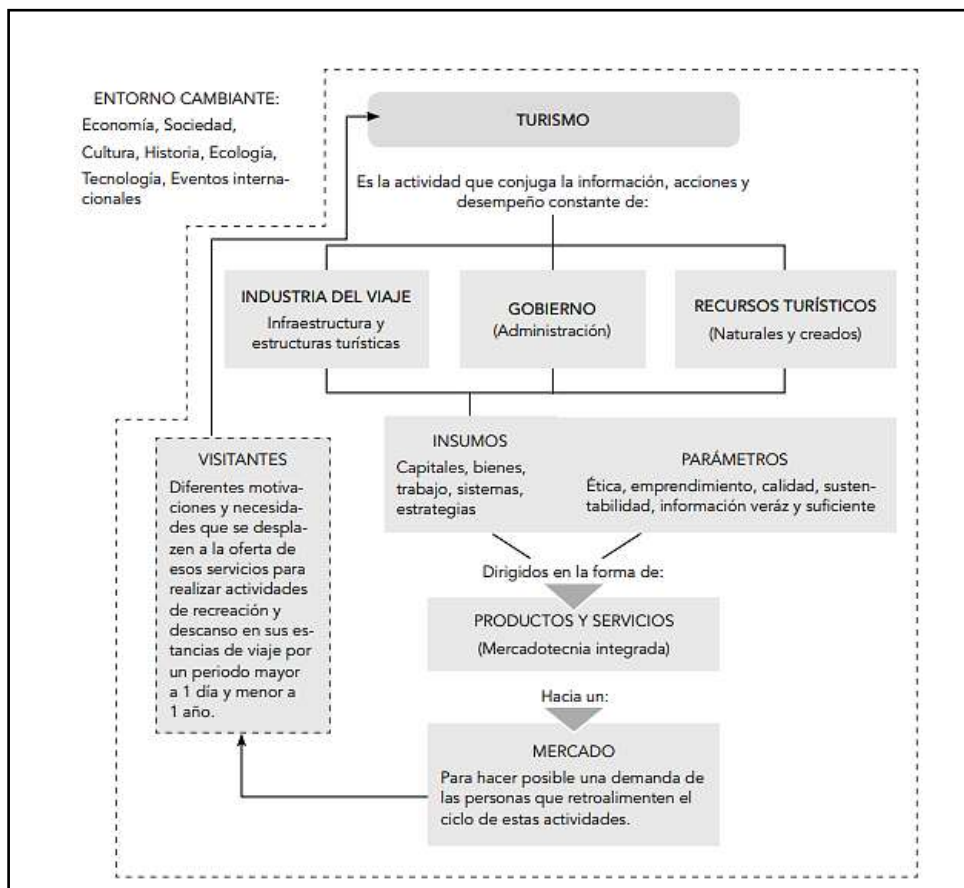 ENTORNO CAMBIANTE:
Economía, Sociedad,
Cultura, Historia, Ecología,
Tecnología, Eventos interna-
cionales
TURISMO
Es la actividad que conjuga la información, acciones y
desempeño constante de:
INDUSTRIA DEL VIAJE
Infraestructura y
estructuras turísticas
GOBIERNO
(Administración)
RECURSOS TURÍSTICOS
(Naturales y creados)
INSUMOS
Capitales, bienes,
trabajo, sistemas,
estrategias
PARÁMETROS
Ética, emprendimiento, calidad, susten-
tabilidad, información veráz y suficiente
Dirigidos en la forma de:
PRODUCTOS Y SERVICIOS
(Mercadotecnia integrada)
Hacia un:
MERCADO
Para hacer posible una demanda de
las personas que retroalimenten el
ciclo de estas actividades.
VISITANTES
Diferentes motiva-
ciones y necesi-
dades que se despla-
zen a la oferta de
esos servicios para
realizar actividades
de recreación y
descanso en sus es-
tancias de viaje por
un periodo mayor
a 1 día y menor a
1 año.